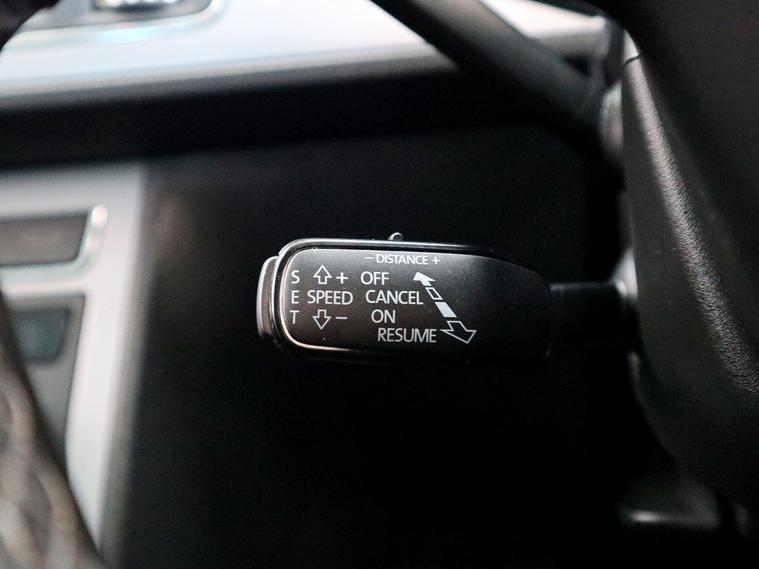 - DISTANCE +
S + OFF
E SPEED CANCEL
T - ON
RESUME